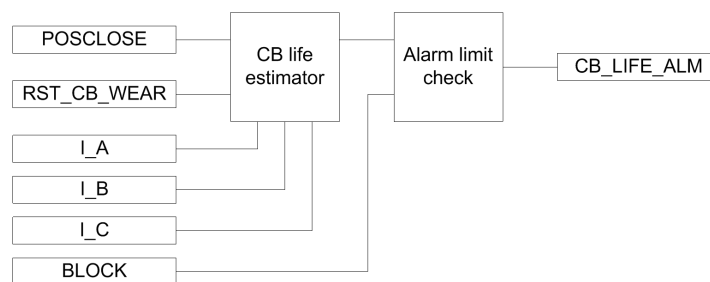 POSCLOSE
CB life
estimator
Alarm limit
check
CB_LIFE_ALM
RST_CB_WEAR
I_A
I_B
I_C
BLOCK